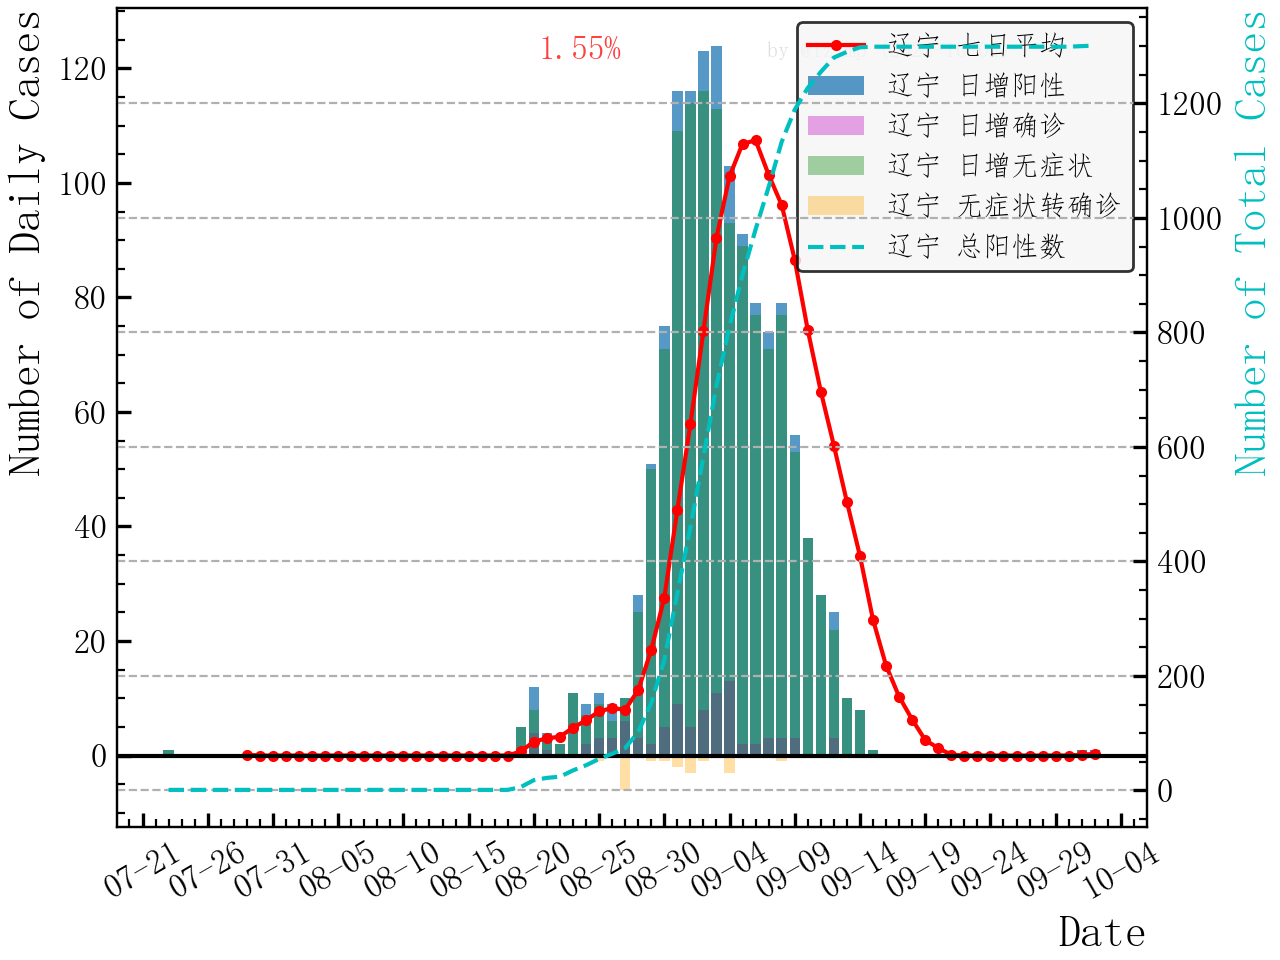 1.55%
by
辽宁 七日平均
辽宁 日增阳性
辽宁 日增确诊
辽宁 日增无症状
辽宁 无症状转确诊
辽宁 总阳性数
Number of Daily Cases
120
100
80
60
40
20
0
Number of Total Cases
1200
1000
800
600
400
200
0
07-21 07-26 07-31 08-05 08-10 08-15 08-20 08-25 08-30 09-04 09-09 09-14 09-19 09-24 09-29 10-04
Date